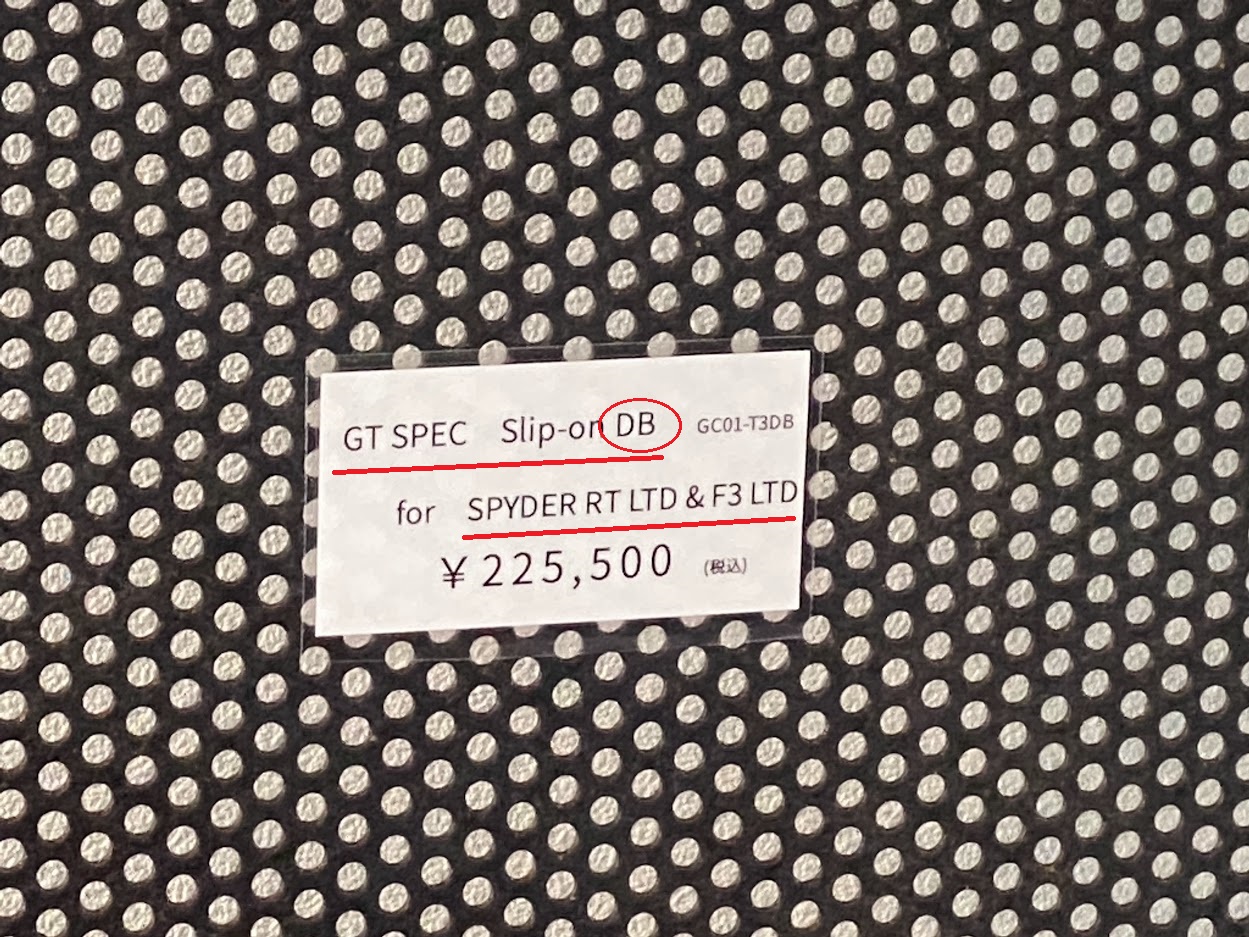 GT SPEC Slip-on DB GC01-T3DB
for SPYDER RT LTD & F3 LTD
¥225,500 (税込)